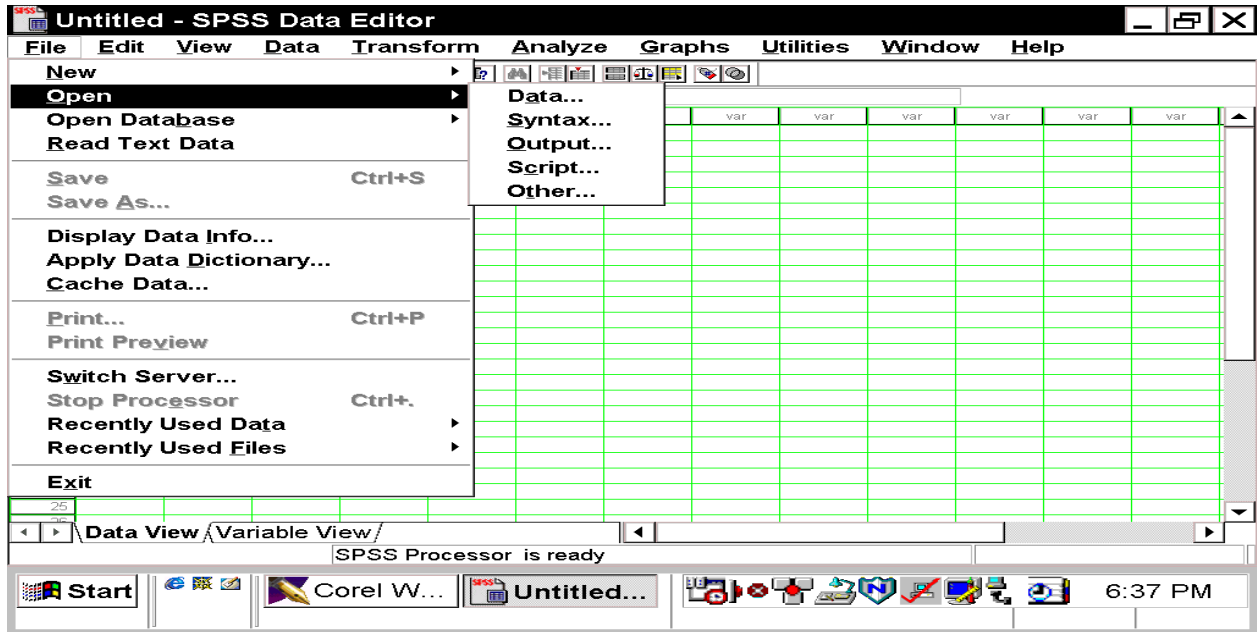 Untitled - SPSS Data Editor
File Edit View Data Transform Analyze Graphs Utilities Window Help
New
Open
Open Database
Read Text Data
Save Ctrl+S
Save As...
Display Data Info...
Apply Data Dictionary...
Cache Data...
Print... Ctrl+P
Print Preview
Switch Server...
Stop Processor Ctrl+.
Recently Used Data
Recently Used Files
Exit
Data...
Syntax...
Output...
Script...
Other...
var var var var var var
25
Data View Variable View
SPSS Processor is ready
Start Corel W... Untitled... 6:37 PM